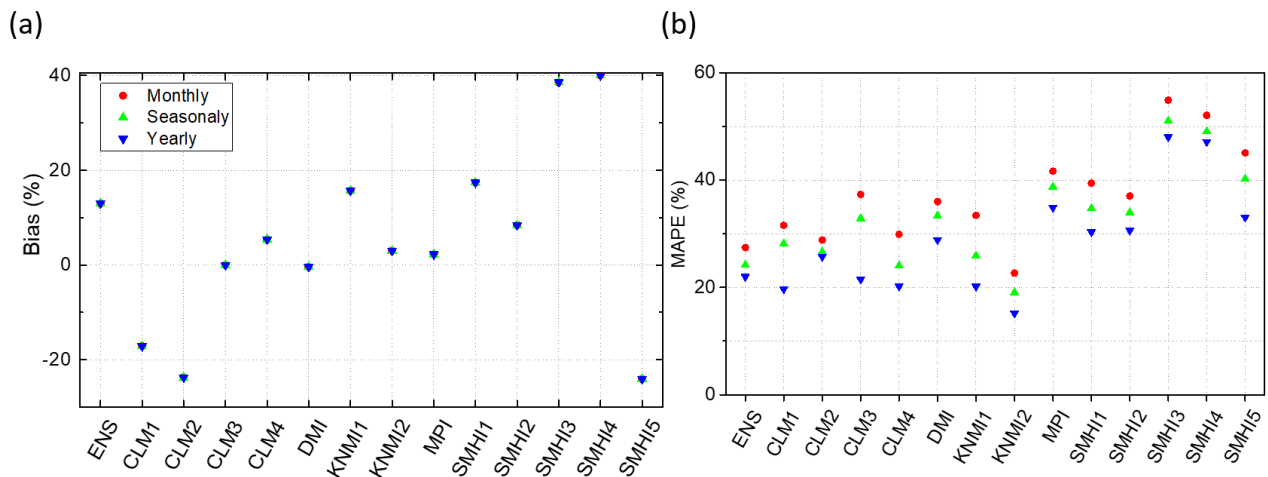 (a)
(b)
Bias (%)
40
20
0
-20
Monthly
Seasonaly
Yearly
ENS
CLM1
CLM2
CLM3
CLM4
DMI
KNMI1
KNMI2
MPI
SMHI1
SMHI2
SMHI3
SMHI4
SMHI5
MAPE (%)
60
40
20
0
ENS
CLM1
CLM2
CLM3
CLM4
DMI
KNMI1
KNMI2
MPI
SMHI1
SMHI2
SMHI3
SMHI4
SMHI5